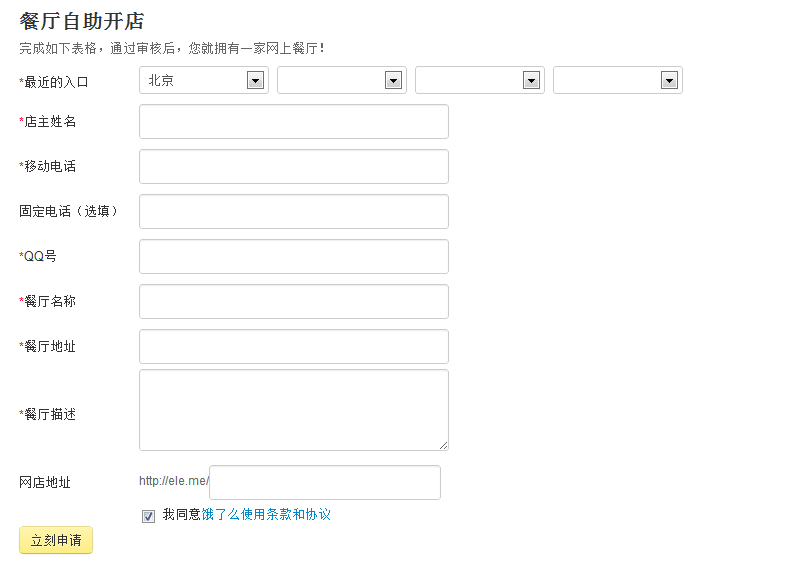 餐厅自助开店
完成如下表格，通过审核后，您就拥有一家网上餐厅！
*最近的入口 北京
*店主姓名
*移动电话
固定电话（选填）
*QQ号
*餐厅名称
*餐厅地址
*餐厅描述
网店地址 http://ele.me/
我同意饿了么使用条款和协议
立刻申请